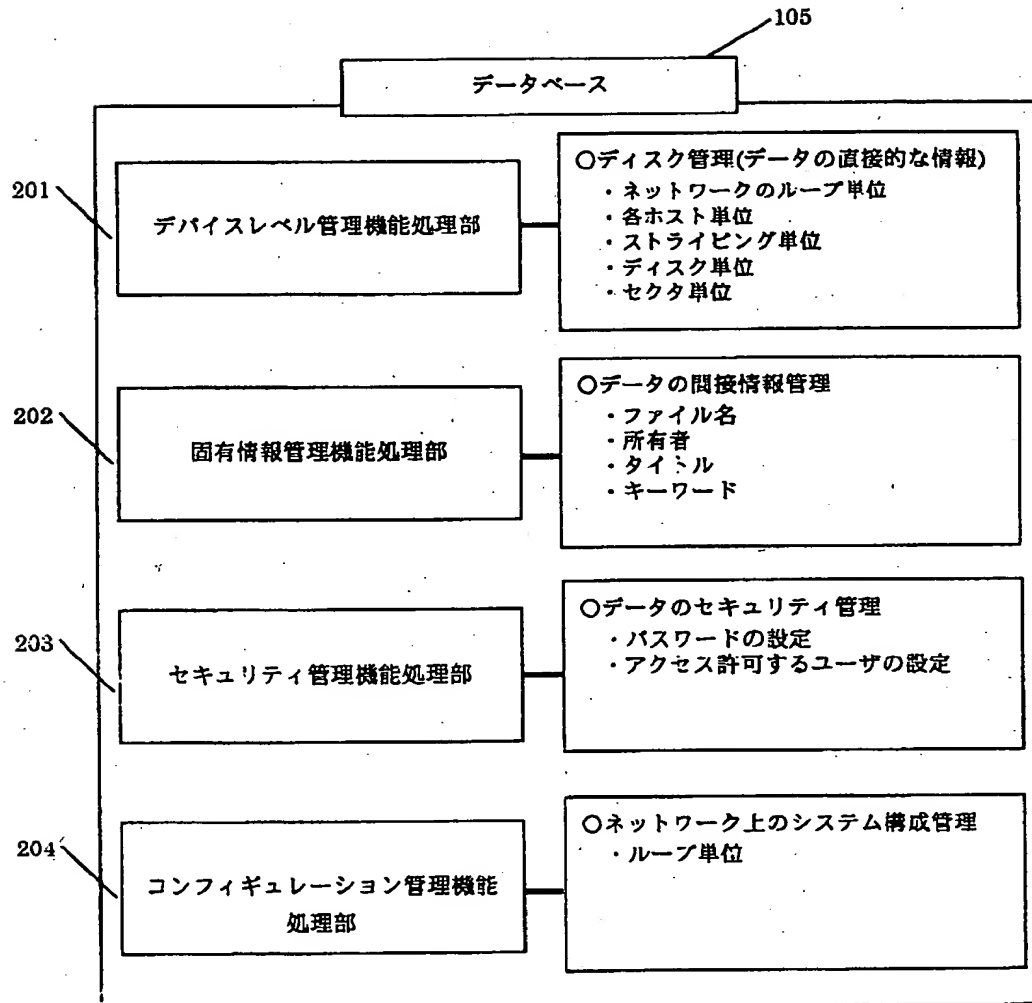 105
データベース
201
デバイスレベル管理機能処理部
○ディスク管理(データの直接的な情報)
・ネットワークのループ単位
・各ホスト単位
・ストライピング単位
・ディスク単位
・セクタ単位
202
固有情報管理機能処理部
○データの間接情報管理
・ファイル名
・所有者
・タイトル
・キーワード
203
セキュリティ管理機能処理部
○データのセキュリティ管理
・パスワードの設定
・アクセス許可するユーザの設定
204
コンフィギュレーション管理機能
処理部
○ネットワーク上のシステム構成管理
・ループ単位